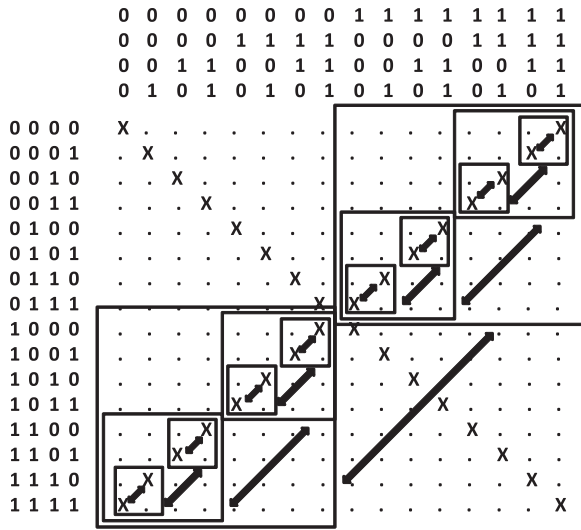 0 0 0 0 0 0 0 0 1 1 1 1 1 1 1 1
0 0 0 0 1 1 1 1 0 0 0 0 1 1 1 1
0 0 1 1 0 0 1 1 0 0 1 1 0 0 1 1
0 1 0 1 0 1 0 1 0 1 0 1 0 1 0 1
0 0 0 0 X . . . . . . . . . . . . . . X
0 0 0 1 . X . . . . . . . . . . . . X .
0 0 1 0 . . X . . . . . . . . . . X . .
0 0 1 1 . . . X . . . . . . . . X . . .
0 1 0 0 . . . . X . . . . . . X . . . .
0 1 0 1 . . . . . X . . . . X . . . . .
0 1 1 0 . . . . . . X . . X . . . . . .
0 1 1 1 . . . . . . . X X . . . . . . .
1 0 0 0 . . . . . . . X X . . . . . . .
1 0 0 1 . . . . . . X . . X . . . . . .
1 0 1 0 . . . . . X . . . . X . . . . .
1 0 1 1 . . . . X . . . . . . X . . . .
1 1 0 0 . . . X . . . . . . . . X . . .
1 1 0 1 . . X . . . . . . . . . . X . .
1 1 1 0 . X . . . . . . . . . . . . X .
1 1 1 1 X . . . . . . . . . . . . . . X